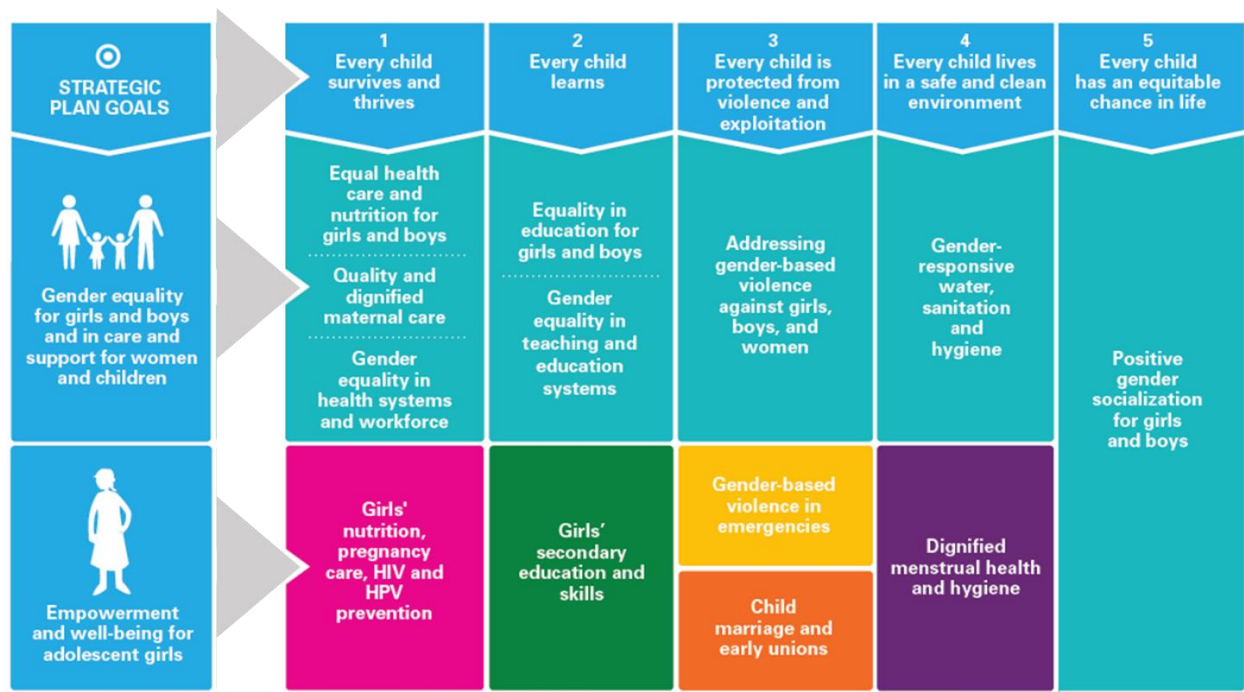 STRATEGIC
PLAN GOALS
1
Every child
survives and
thrives
2
Every child
learns
3
Every child is
protected from
violence and
exploitation
4
Every child lives
in a safe and clean
environment
5
Every child
has an equitable
chance in life
Gender equality
for girls and boys
and in care and
support for women
and children
Equal health
care and
nutrition for
girls and boys
Quality and
dignified
maternal care
Gender
equality in
health systems
and workforce
Equality in
education for
girls and boys
Gender
equality in
teaching and
education
systems
Addressing
gender-based
violence
against girls,
boys, and
women
Gender-
responsive
water,
sanitation
and
hygiene
Positive
gender
socialization
for girls
and boys
Empowerment
and well-being for
adolescent girls
Girls'
nutrition,
pregnancy
care, HIV and
HPV
prevention
Girls’
secondary
education and
skills
Gender-based
violence in
emergencies
Child
marriage and
early unions
Dignified
menstrual health
and hygiene